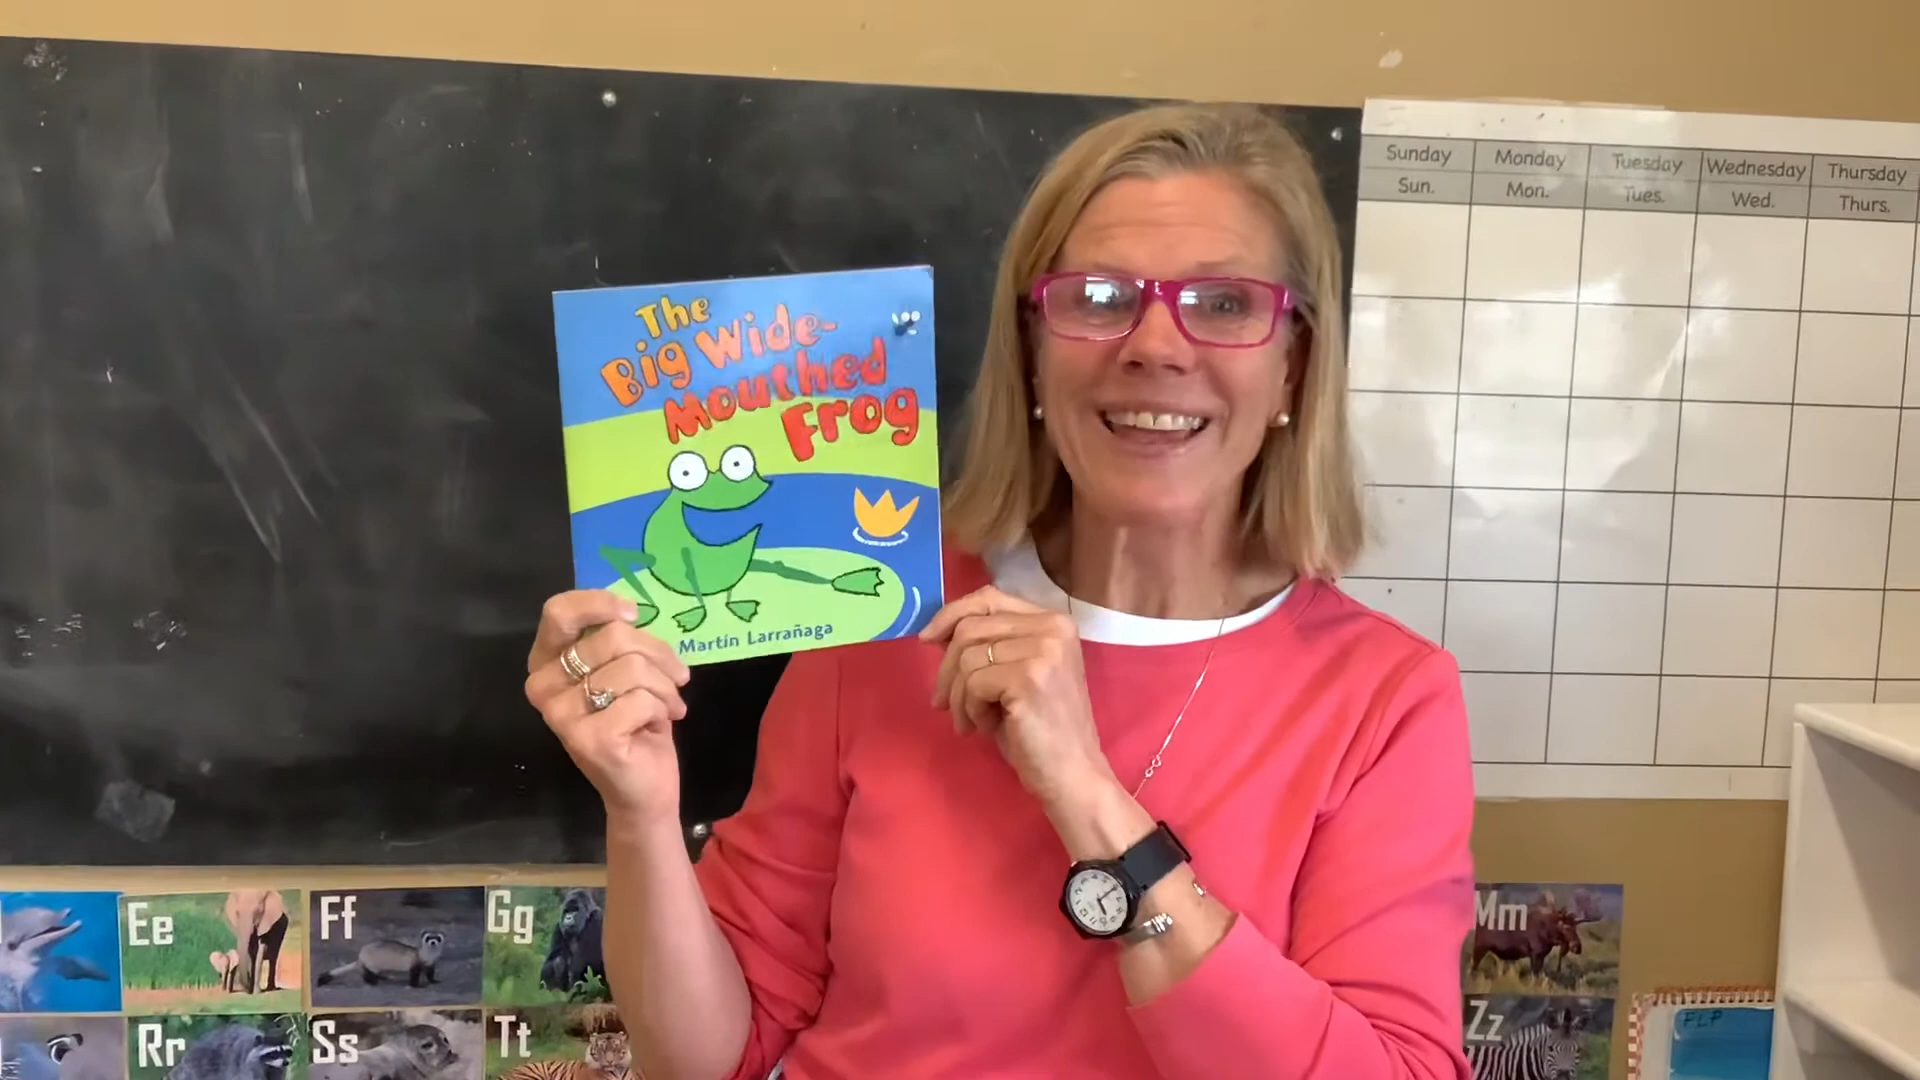 The
Big Wide-
Mouthed
Frog
Martín Larrañaga
Sunday Monday Tuesday Wednesday Thursday
Sun. Mon. Tues. Wed. Thurs.
Ee Ff Gg Mm
Rr Ss Tt Zz
FLP